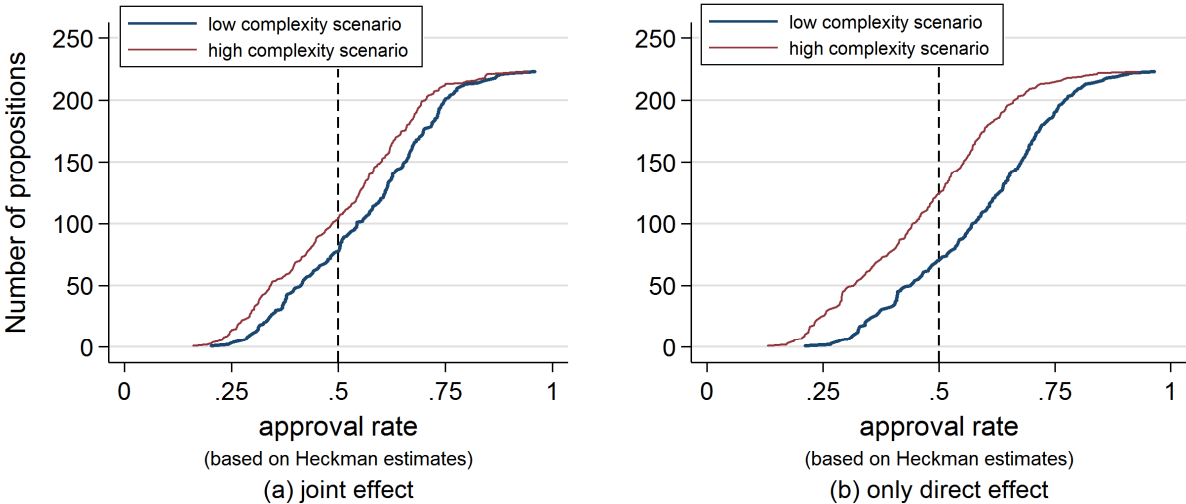 low complexity scenario
high complexity scenario
Number of propositions
250
200
150
100
50
0
0 .25 .5 .75 1
approval rate
(based on Heckman estimates)
(a) joint effect
low complexity scenario
high complexity scenario
250
200
150
100
50
0
0 .25 .5 .75 1
approval rate
(based on Heckman estimates)
(b) only direct effect